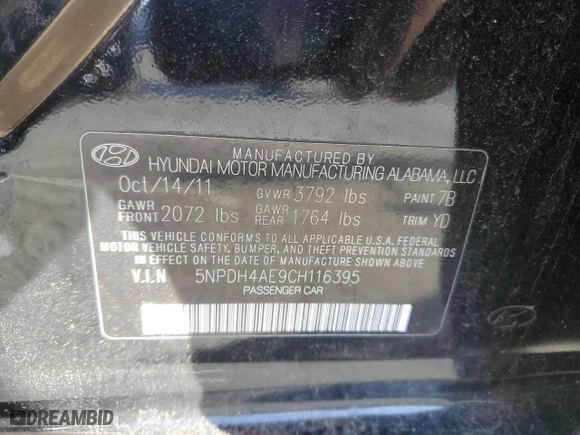 MANUFACTURED BY
HYUNDAI MOTOR MANUFACTURING ALABAMA, LLC
Oct/14/11 GVWR 3792 lbs PAINT 7B
GAWR FRONT 2072 lbs GAWR REAR 1764 lbs TRIM YD
THIS VEHICLE CONFORMS TO ALL APPLICABLE U.S.A. FEDERAL
MOTOR VEHICLE SAFETY, BUMPER, AND THEFT PREVENTION STANDARDS
IN EFFECT ON THE DATE OF MANUFACTURE SHOWN ABOVE.
V.I.N 5NPDH4AE9CH116395
PASSENGER CAR
DREAMBID